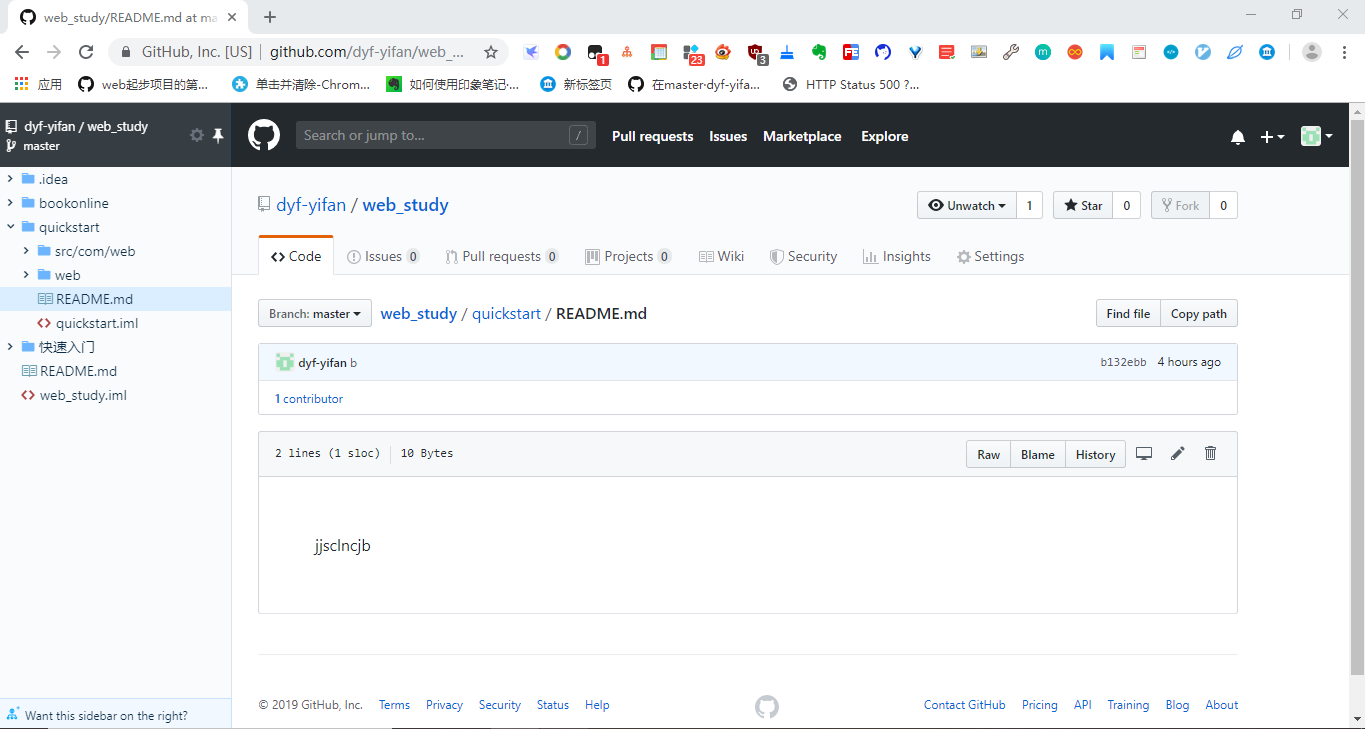 web_study/README.md at ma
GitHub, Inc. [US] | github.com/dyf-yifan/web_...
1
23
3
应用
web起步项目的第...
单击并清除-Chrom...
如何使用印象笔记·...
新标签页
在master·dyf-yifa...
HTTP Status 500 ?...
dyf-yifan / web_study
master
Search or jump to...
/
Pull requests
Issues
Marketplace
Explore
.idea
bookonline
quickstart
src/com/web
web
README.md
quickstart.iml
快速入门
README.md
web_study.iml
Want this sidebar on the right?
dyf-yifan / web_study
Unwatch 1
Star 0
Fork 0
Code
Issues 0
Pull requests 0
Projects 0
Wiki
Security
Insights
Settings
Branch: master
web_study / quickstart / README.md
Find file
Copy path
dyf-yifan b
b132ebb 4 hours ago
1 contributor
2 lines (1 sloc) | 10 Bytes
Raw
Blame
History
jjsclncjb
© 2019 GitHub, Inc.
Terms
Privacy
Security
Status
Help
Contact GitHub
Pricing
API
Training
Blog
About